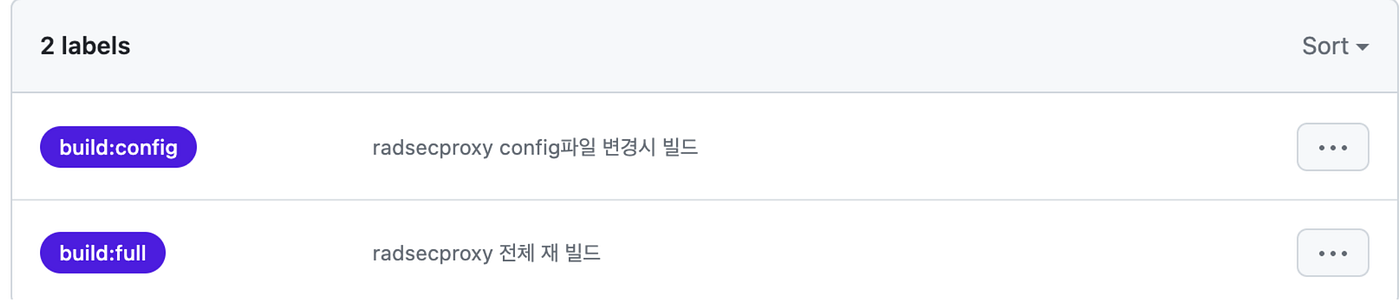 2 labels
Sort
build:config
radsecproxy config파일 변경시 빌드
build:full
radsecproxy 전체 재 빌드